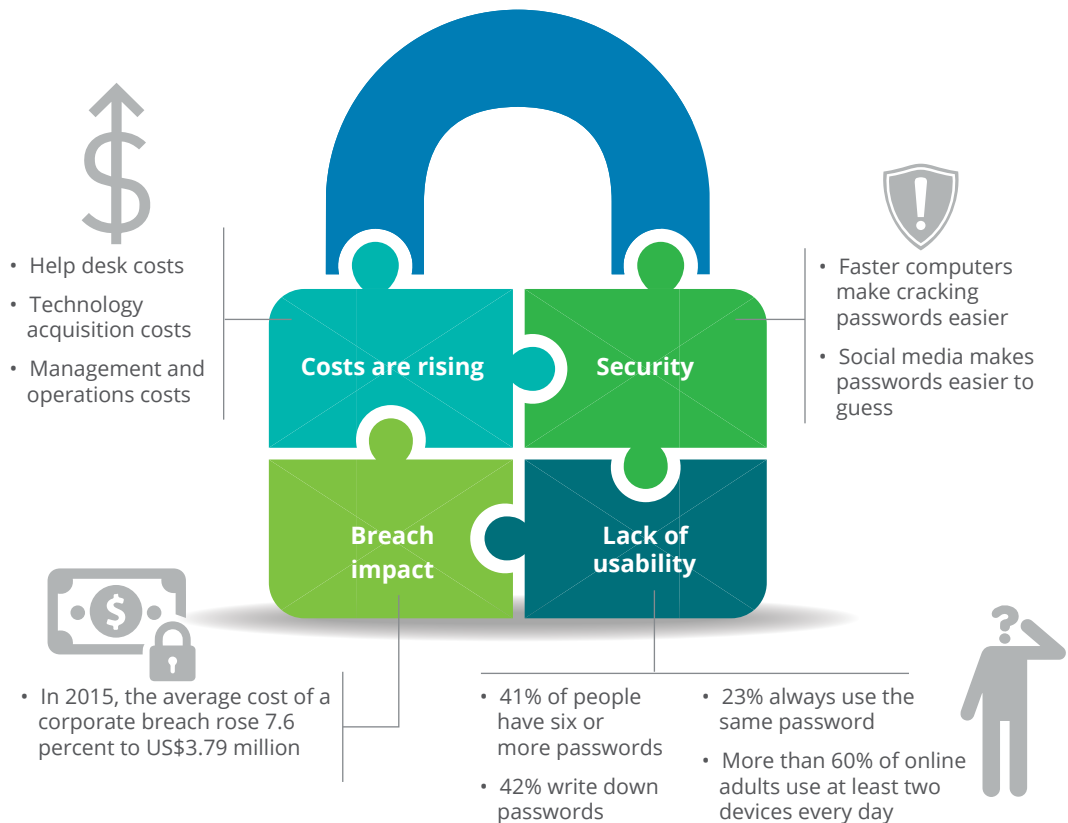 • Help desk costs
• Technology
acquisition costs
• Management and
operations costs
Costs are rising
Security
• Faster computers
make cracking
passwords easier
• Social media makes
passwords easier to
guess
Breach
impact
Lack of
usability
$
• In 2015, the average cost of a
corporate breach rose 7.6
percent to US$3.79 million
• 41% of people
have six or
more passwords
• 42% write down
passwords
• 23% always use the
same password
• More than 60% of online
adults use at least two
devices every day
?